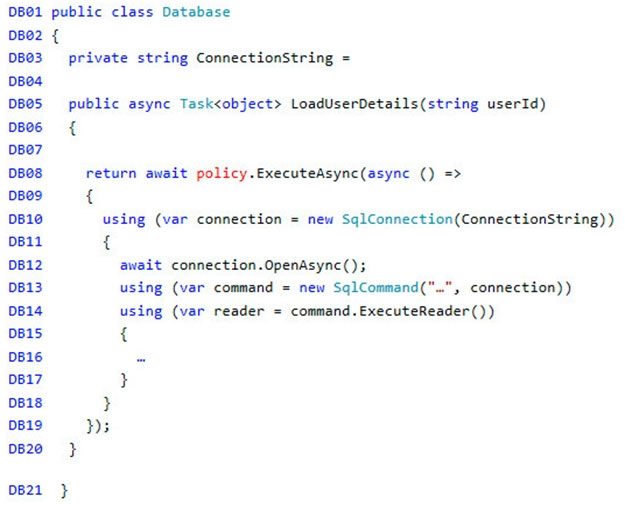 DB01 public class Database
DB02 {
DB03 private string ConnectionString =
DB04
DB05 public async Task<object> LoadUserDetails(string userId)
DB06 {
DB07
DB08 return await policy.ExecuteAsync(async () =>
DB09 {
DB10 using (var connection = new SqlConnection(ConnectionString))
DB11 {
DB12 await connection.OpenAsync();
DB13 using (var command = new SqlCommand("…", connection))
DB14 using (var reader = command.ExecuteReader())
DB15 {
DB16 …
DB17 }
DB18 }
DB19 });
DB20 }
DB21 }